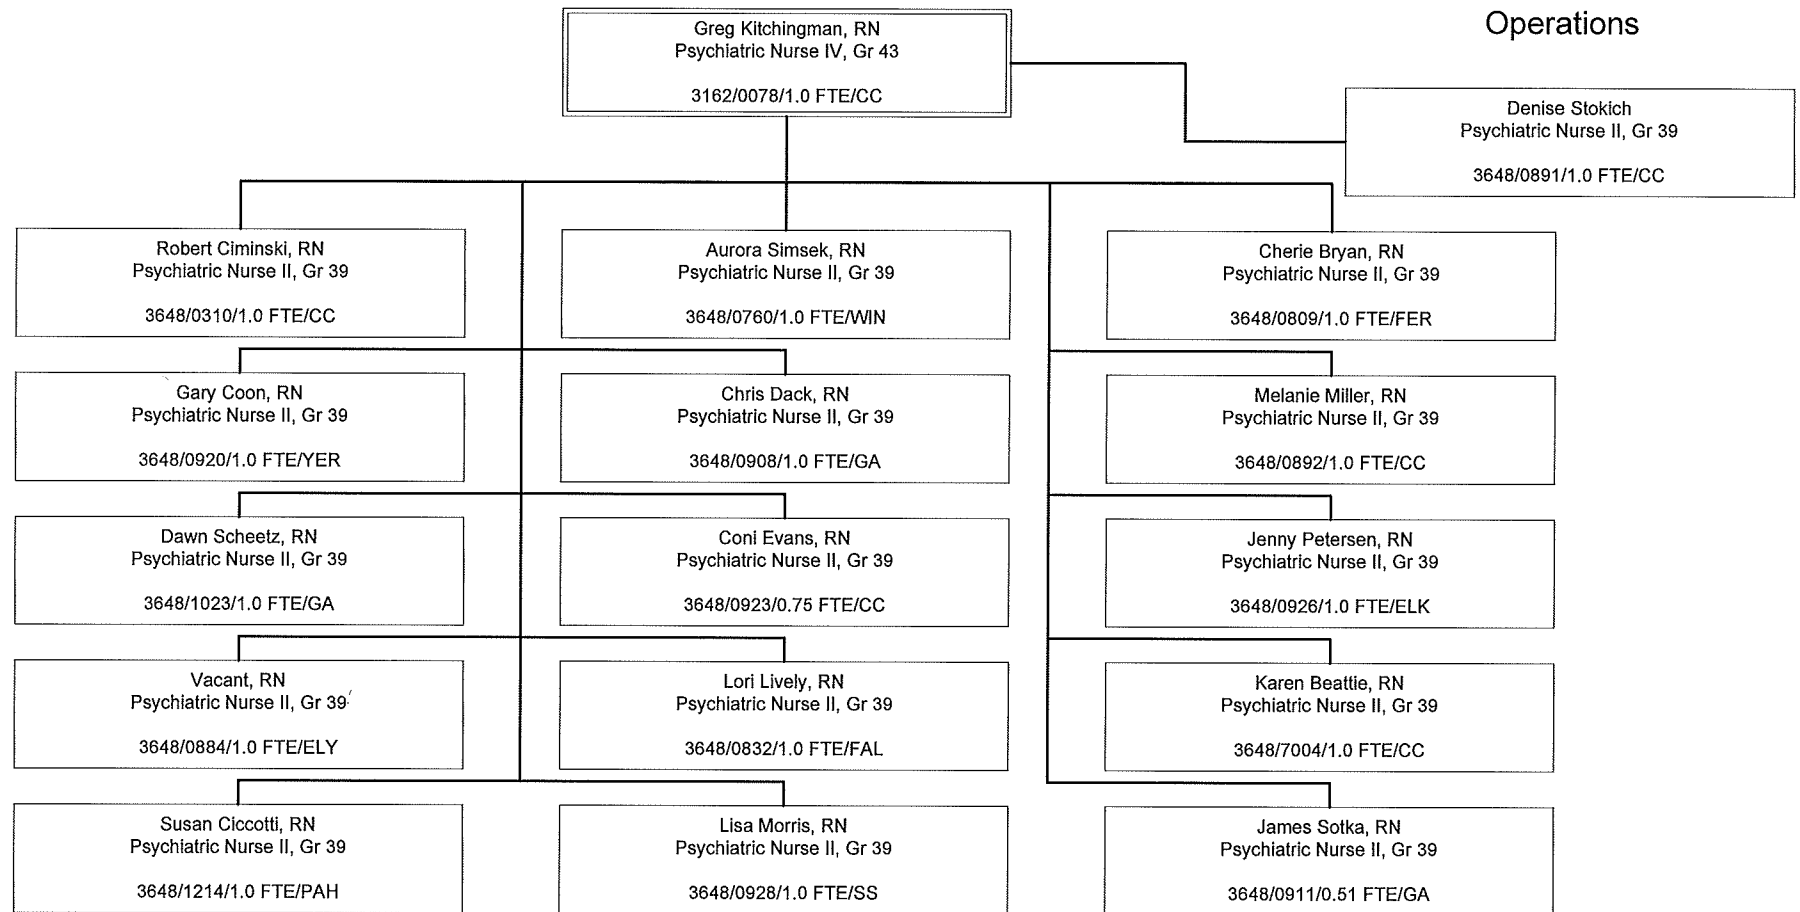 Operations
Greg Kitchingman, RN
Psychiatric Nurse IV, Gr 43
3162/0078/1.0 FTE/CC
Denise Stokich
Psychiatric Nurse II, Gr 39
3648/0891/1.0 FTE/CC
Robert Ciminski, RN
Psychiatric Nurse II, Gr 39
3648/0310/1.0 FTE/CC
Aurora Simsek, RN
Psychiatric Nurse II, Gr 39
3648/0760/1.0 FTE/WIN
Cherie Bryan, RN
Psychiatric Nurse II, Gr 39
3648/0809/1.0 FTE/FER
Gary Coon, RN
Psychiatric Nurse II, Gr 39
3648/0920/1.0 FTE/YER
Chris Dack, RN
Psychiatric Nurse II, Gr 39
3648/0908/1.0 FTE/GA
Melanie Miller, RN
Psychiatric Nurse II, Gr 39
3648/0892/1.0 FTE/CC
Dawn Scheetz, RN
Psychiatric Nurse II, Gr 39
3648/1023/1.0 FTE/GA
Coni Evans, RN
Psychiatric Nurse II, Gr 39
3648/0923/0.75 FTE/CC
Jenny Petersen, RN
Psychiatric Nurse II, Gr 39
3648/0926/1.0 FTE/ELK
Vacant, RN
Psychiatric Nurse II, Gr 39
3648/0884/1.0 FTE/ELY
Lori Lively, RN
Psychiatric Nurse II, Gr 39
3648/0832/1.0 FTE/FAL
Karen Beattie, RN
Psychiatric Nurse II, Gr 39
3648/7004/1.0 FTE/CC
Susan Ciccotti, RN
Psychiatric Nurse II, Gr 39
3648/1214/1.0 FTE/PAH
Lisa Morris, RN
Psychiatric Nurse II, Gr 39
3648/0928/1.0 FTE/SS
James Sotka, RN
Psychiatric Nurse II, Gr 39
3648/0911/0.51 FTE/GA